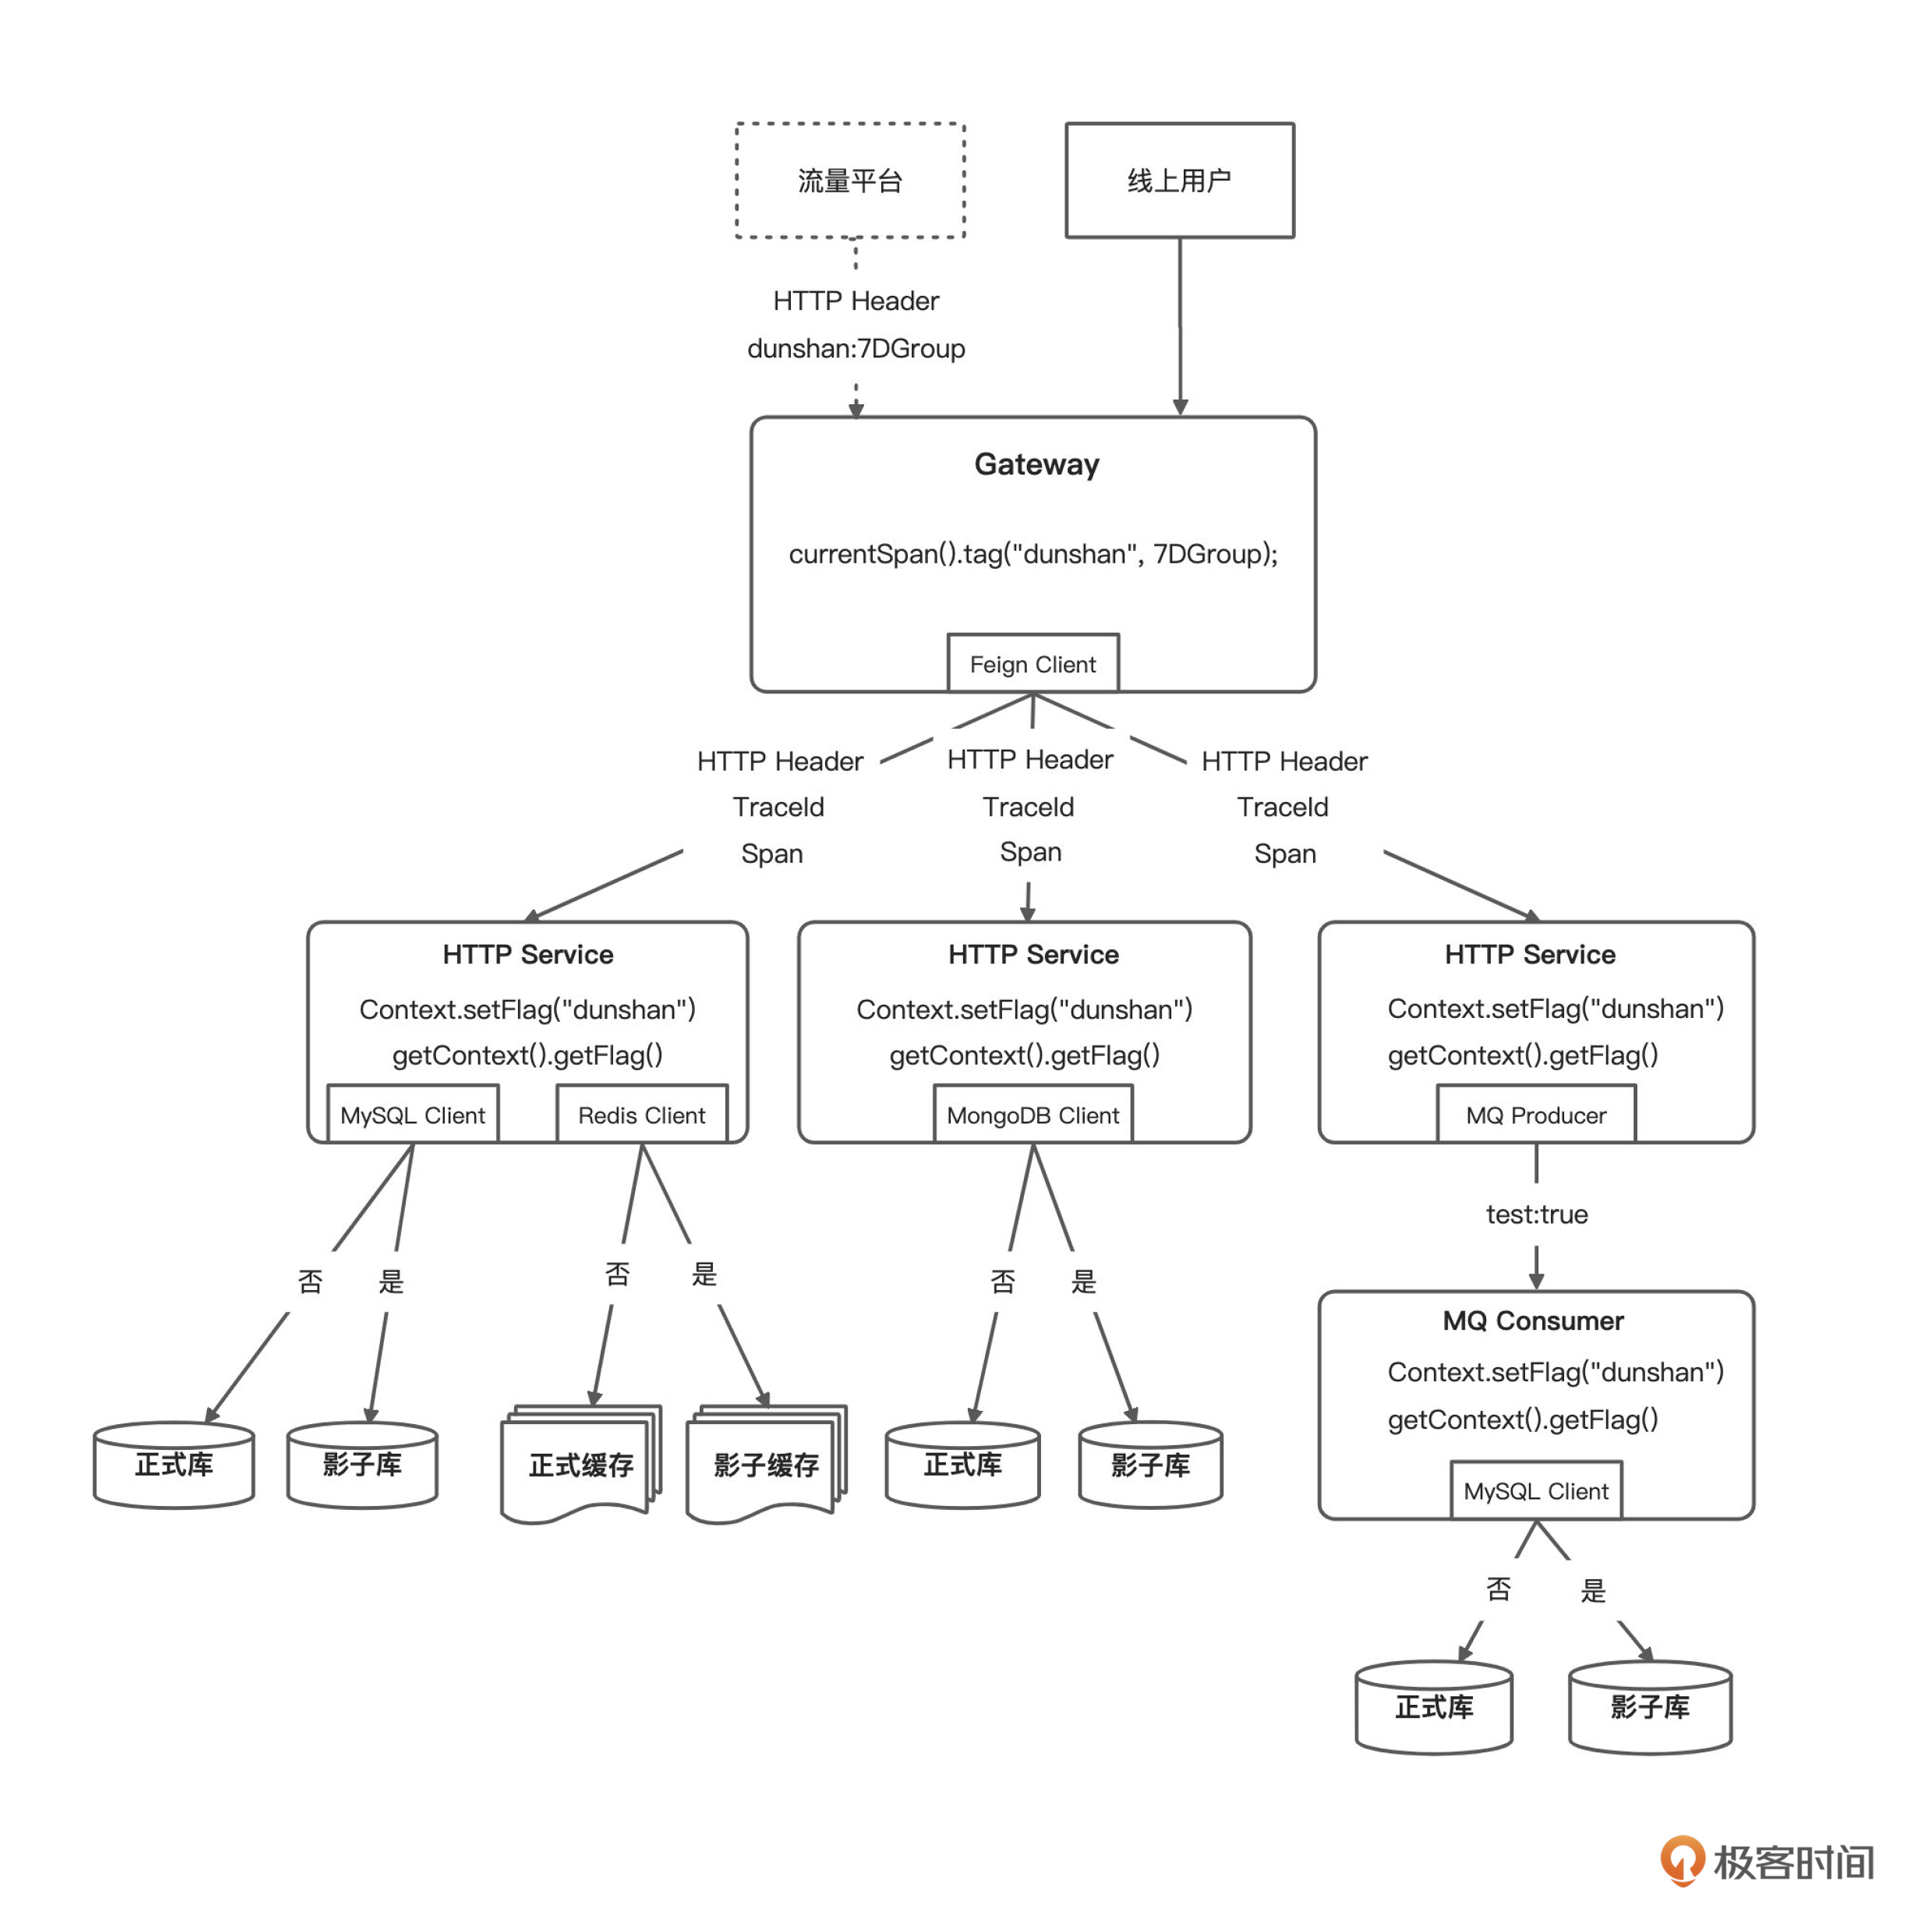 流量平台
线上用户
HTTP Header
dunshan:7DGroup
Gateway
currentSpan().tag("dunshan", 7DGroup);
Feign Client
HTTP Header
TraceId
Span
HTTP Header
TraceId
Span
HTTP Header
TraceId
Span
HTTP Service
Context.setFlag("dunshan")
getContext().getFlag()
MySQL Client
Redis Client
HTTP Service
Context.setFlag("dunshan")
getContext().getFlag()
MongoDB Client
HTTP Service
Context.setFlag("dunshan")
getContext().getFlag()
MQ Producer
test:true
否
是
否
是
否
是
MQ Consumer
Context.setFlag("dunshan")
getContext().getFlag()
MySQL Client
正式库
影子库
正式缓存
影子缓存
正式库
影子库
否
是
正式库
影子库
极客时间